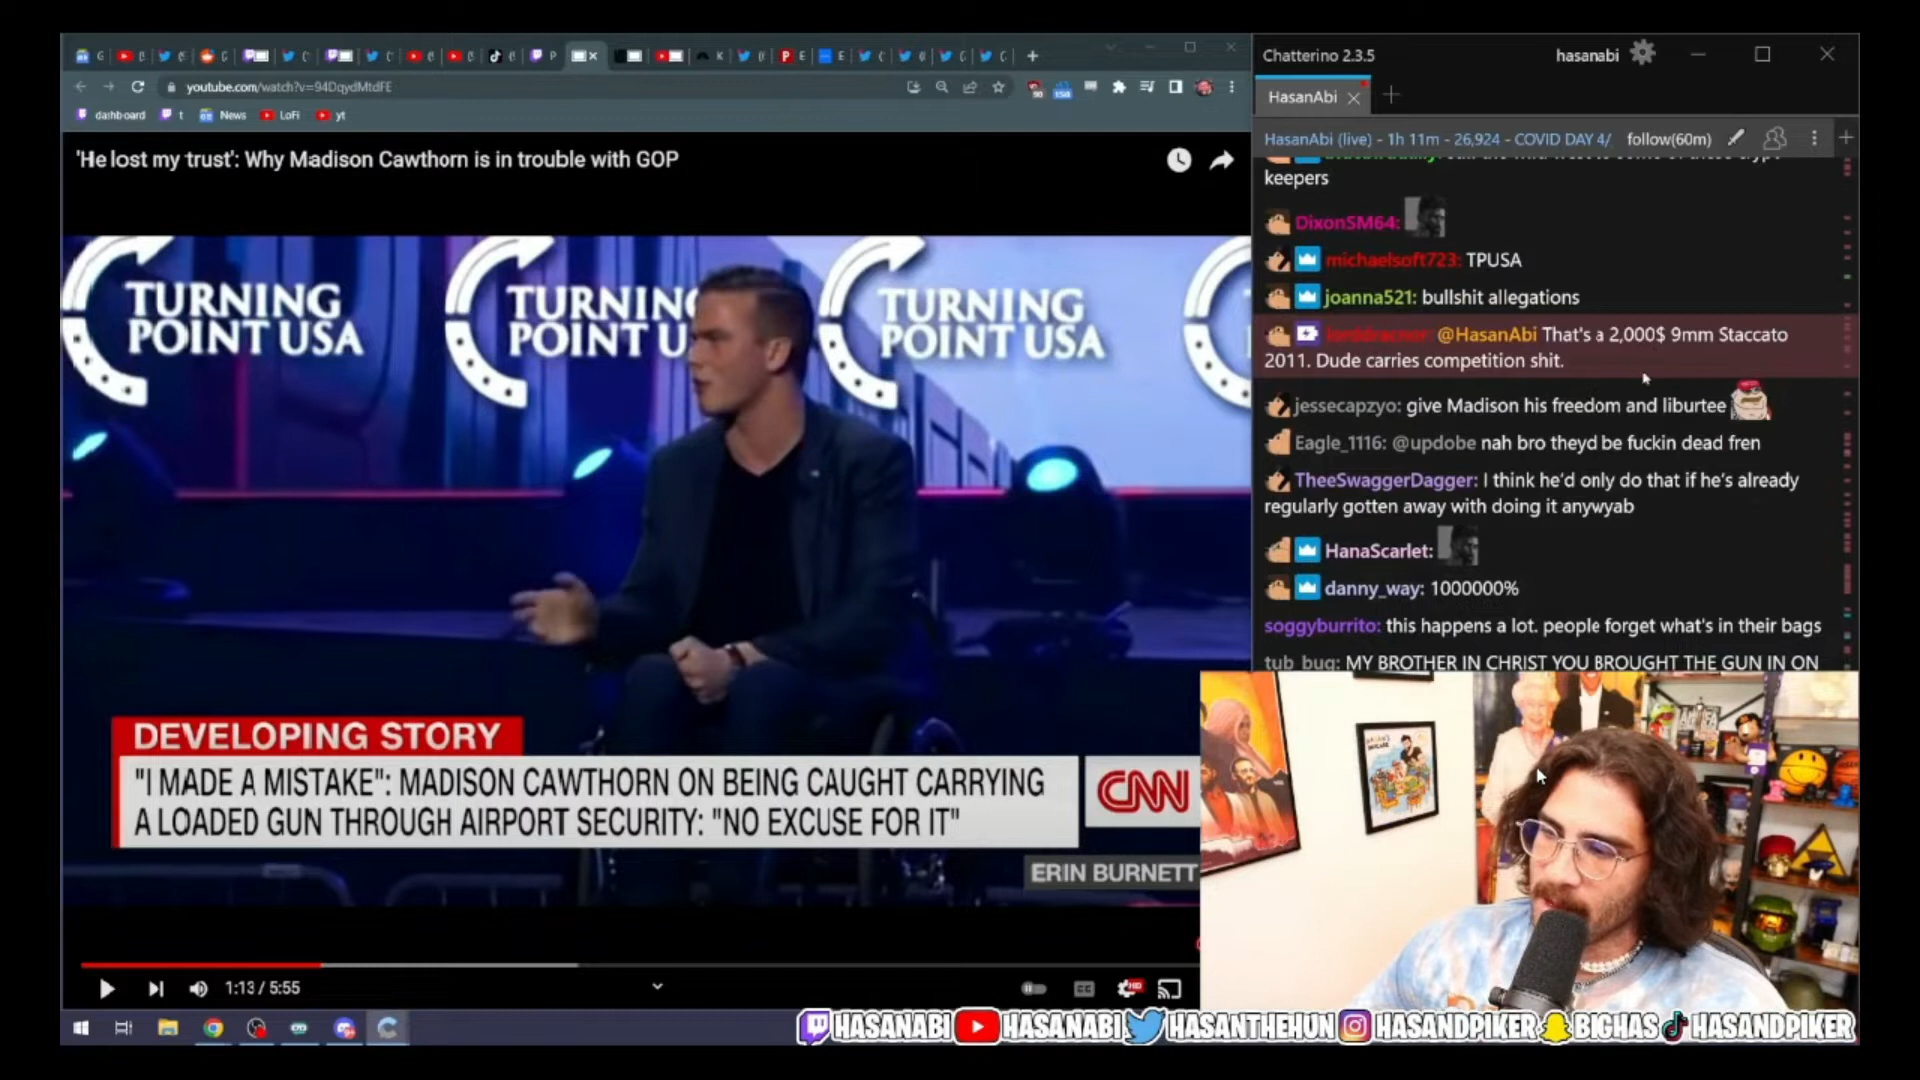 youtube.com/watch?v=94DqydMtdFE
dashboard
t
News
LoFi
yt
'He lost my trust': Why Madison Cawthorn is in trouble with GOP
TURNING
POINT USA
TURNING
POINT U
TURNING
POINT USA
DEVELOPING STORY
"I MADE A MISTAKE": MADISON CAWTHORN ON BEING CAUGHT CARRYING
A LOADED GUN THROUGH AIRPORT SECURITY: "NO EXCUSE FOR IT"
CNN
ERIN BURNETT
1:13 / 5:55
Chatterino 2.3.5
hasanabi
HasanAbi
HasanAbi (live) - 1h 11m - 26,924 - COVID DAY 4/
follow(60m)
keepers
DixonSM64:
michaelsoft723: TPUSA
joanna521: bullshit allegations
@HasanAbi That's a 2,000$ 9mm Staccato
2011. Dude carries competition shit.
jessecapzyo: give Madison his freedom and liburtee
Eagle_1116: @updobe nah bro theyd be fuckin dead fren
TheeSwaggerDagger: I think he'd only do that if he's already
regularly gotten away with doing it anywyab
HanaScarlet:
danny_way: 1000000%
soggyburrito: this happens a lot. people forget what's in their bags
tub_bug: MY BROTHER IN CHRIST YOU BROUGHT THE GUN IN ON
HASANABI HASANABI HASANTHEHUN HASANDPIKER BIGHAS HASANDPIKER